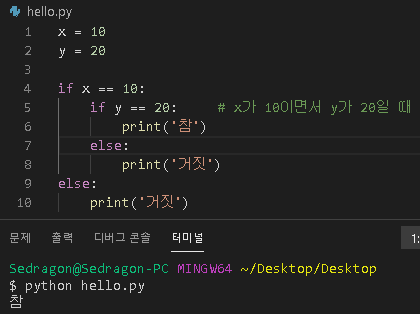 hello.py
1 x = 10
2 y = 20
3
4 if x == 10:
5     if y == 20:     # x가 10이면서 y가 20일 때
6         print('참')
7     else:
8         print('거짓')
9 else:
10     print('거짓')
문제 출력 디버그 콘솔 터미널 1:
Sedragon@Sedragon-PC MINGW64 ~/Desktop/Desktop
$ python hello.py
참